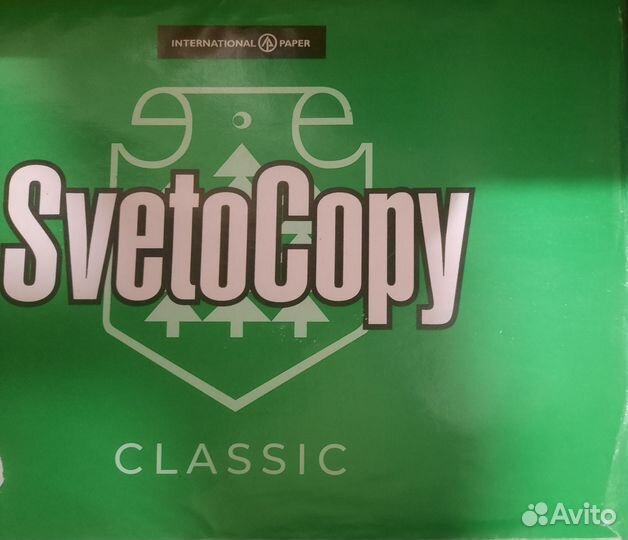 INTERNATIONAL PAPER
SvetoCopy
CLASSIC
Avito